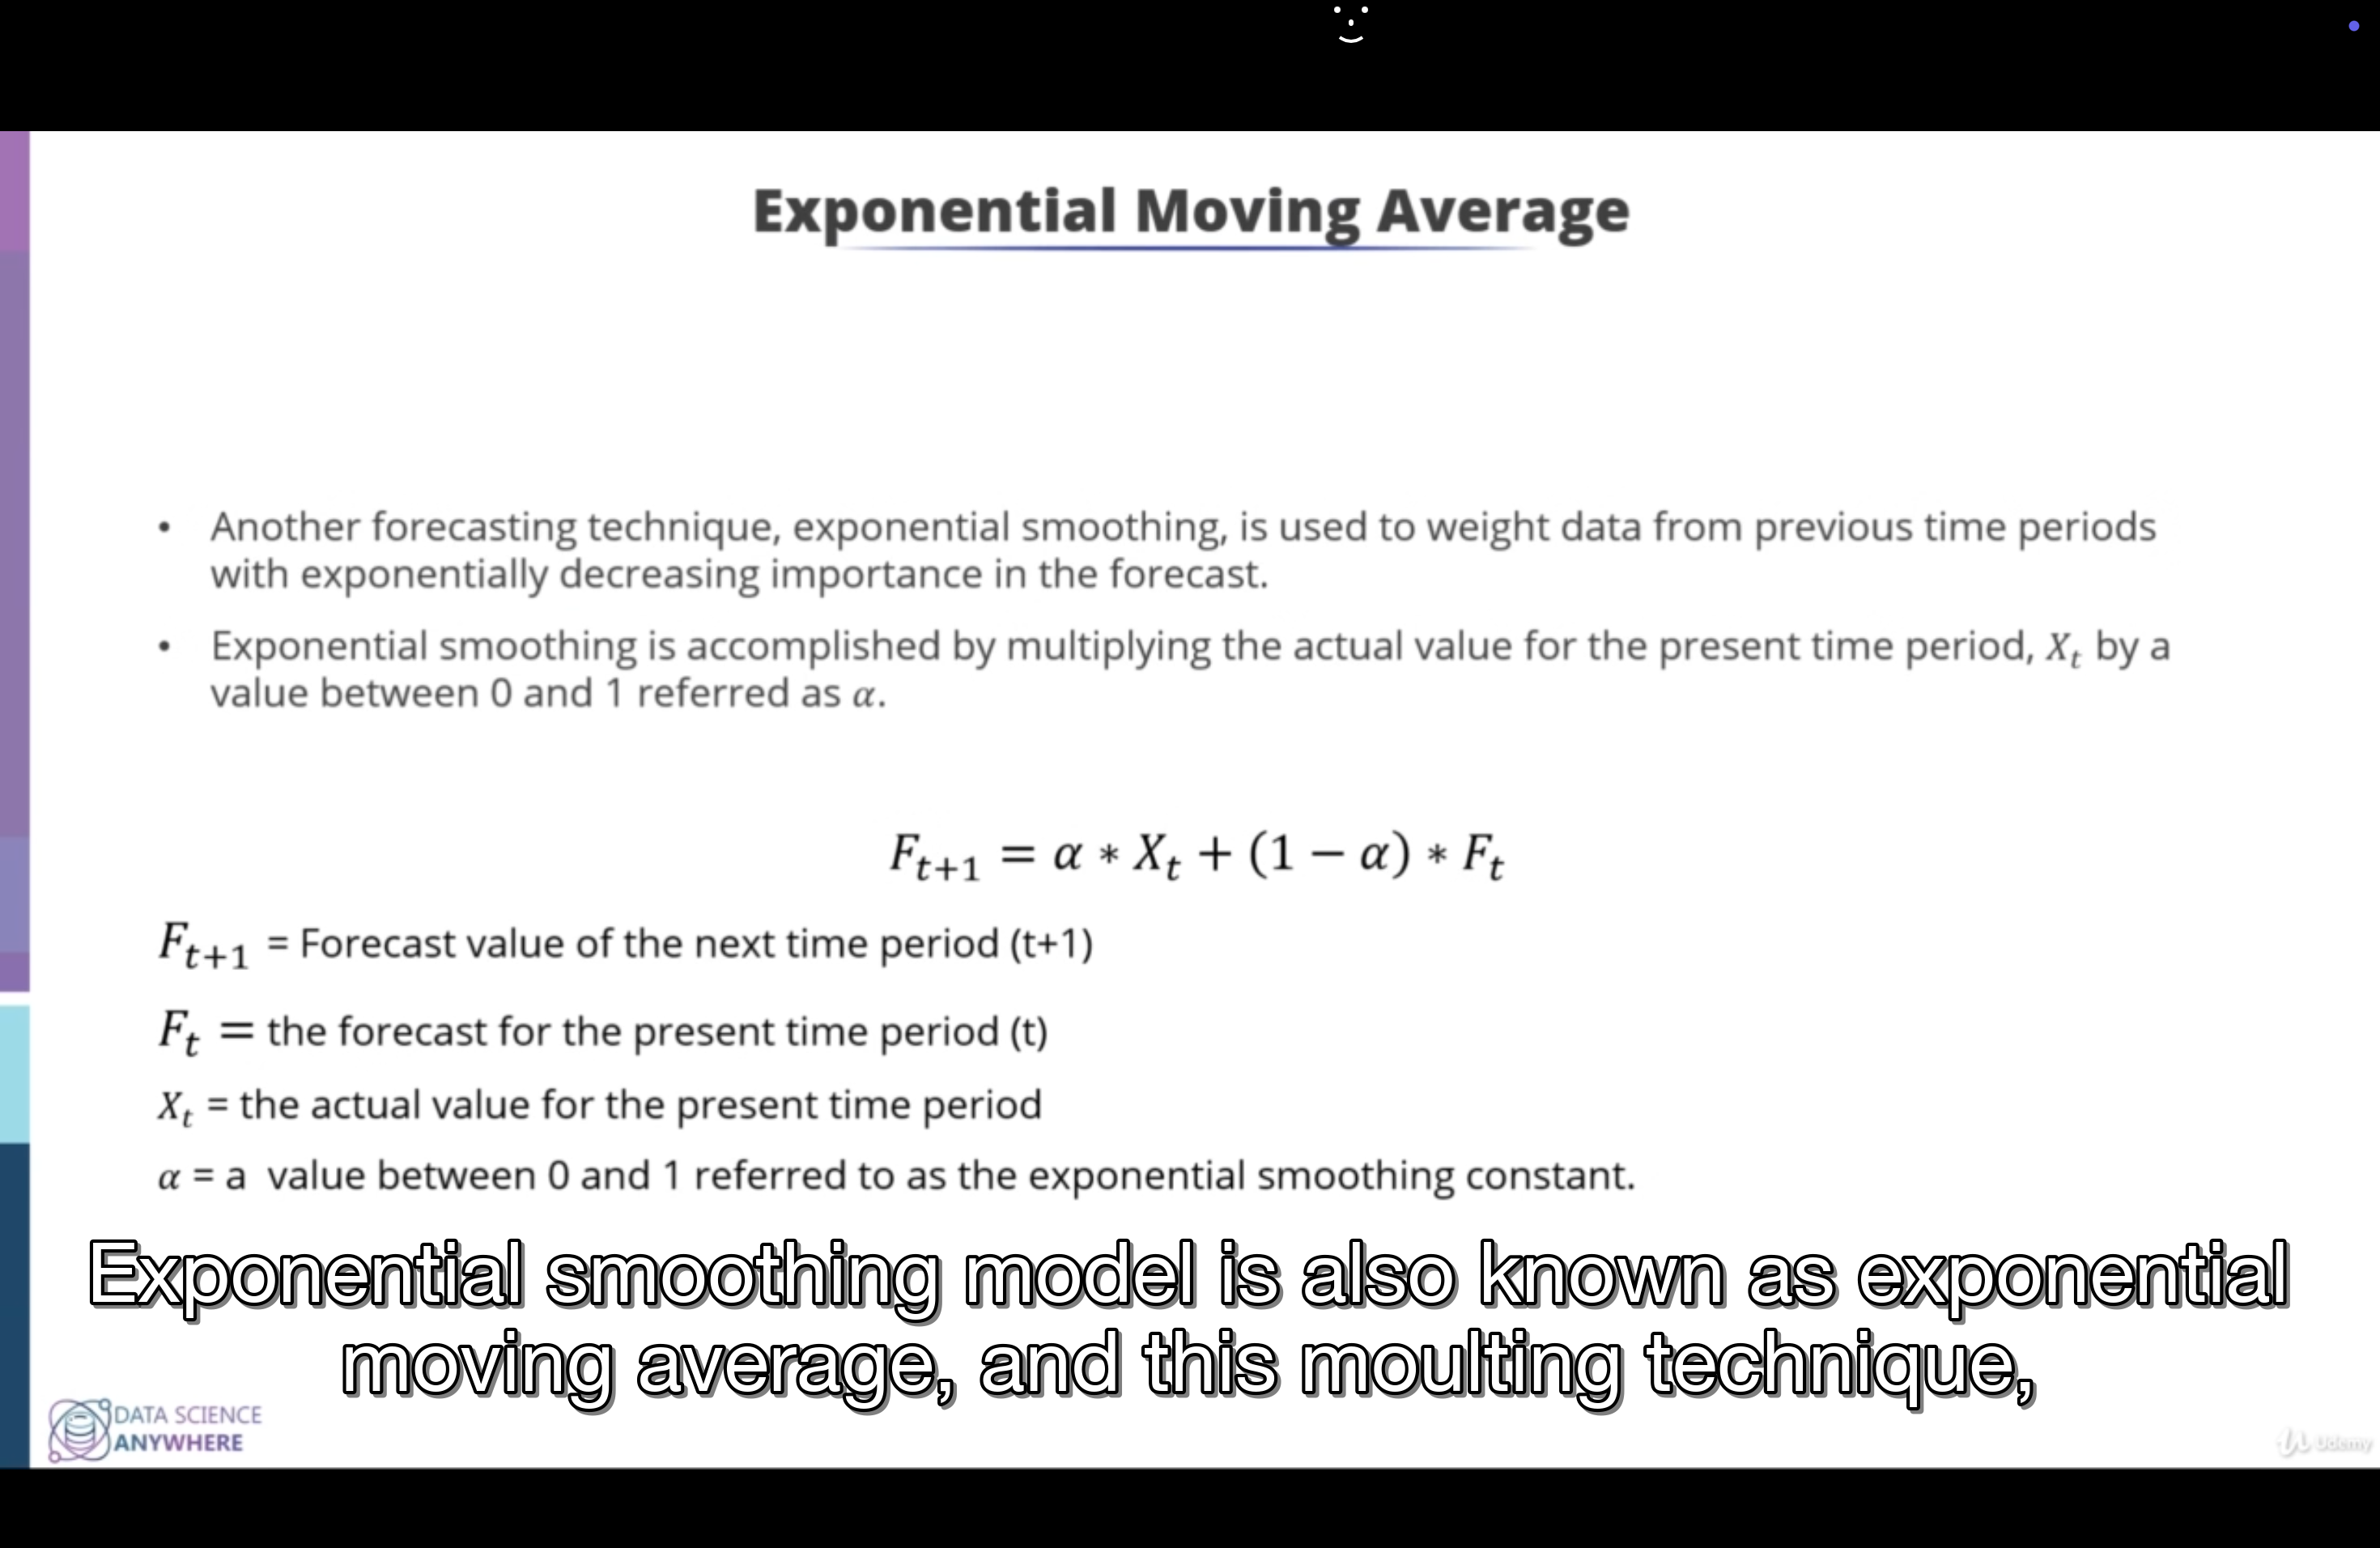 Exponential Moving Average
• Another forecasting technique, exponential smoothing, is used to weight data from previous time periods
with exponentially decreasing importance in the forecast.
• Exponential smoothing is accomplished by multiplying the actual value for the present time period, Xₜ by a
value between 0 and 1 referred as α.
Fₜ₊₁ = α * Xₜ + (1 − α) * Fₜ
Fₜ₊₁ = Forecast value of the next time period (t+1)
Fₜ = the forecast for the present time period (t)
Xₜ = the actual value for the present time period
α = a value between 0 and 1 referred to as the exponential smoothing constant.
Exponential smoothing model is also known as exponential
moving average, and this moulting technique,
DATA SCIENCE
ANYWHERE
Udemy